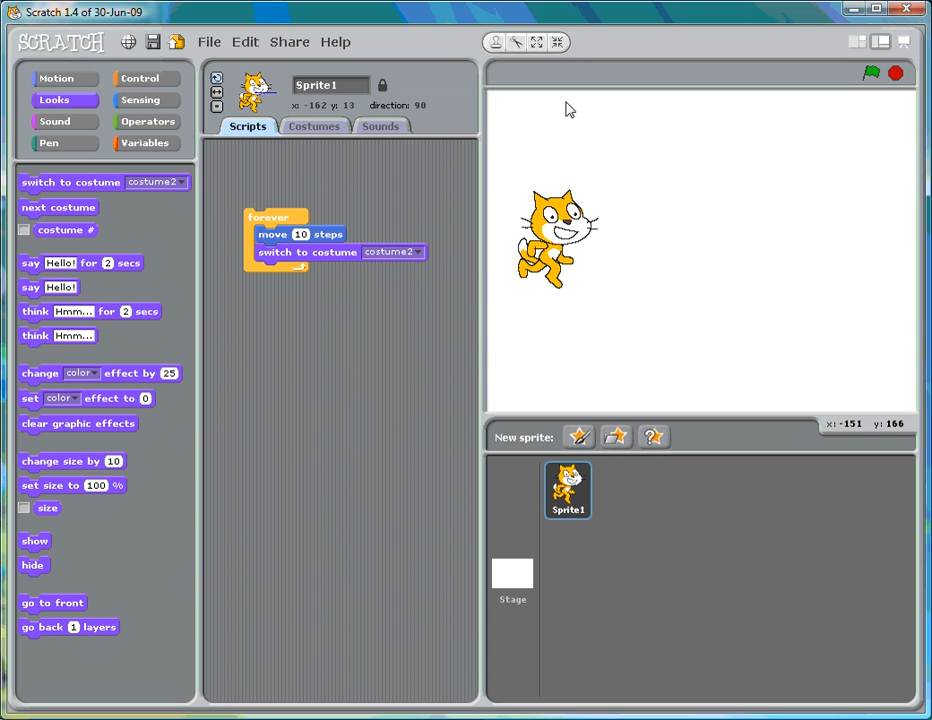 Scratch 1.4 of 30-Jun-09
SCRATCH File Edit Share Help
Motion Control
Looks Sensing
Sound Operators
Pen Variables
Sprite1
x: -162 y: 13 direction: 90
Scripts Costumes Sounds
switch to costume costume2
next costume
costume #
say Hello! for 2 secs
say Hello!
think Hmm... for 2 secs
think Hmm...
change color effect by 25
set color effect to 0
clear graphic effects
change size by 10
set size to 100 %
size
show
hide
go to front
go back 1 layers
forever
move 10 steps
switch to costume costume2
x: -151 y: 166
New sprite:
Sprite1
Stage